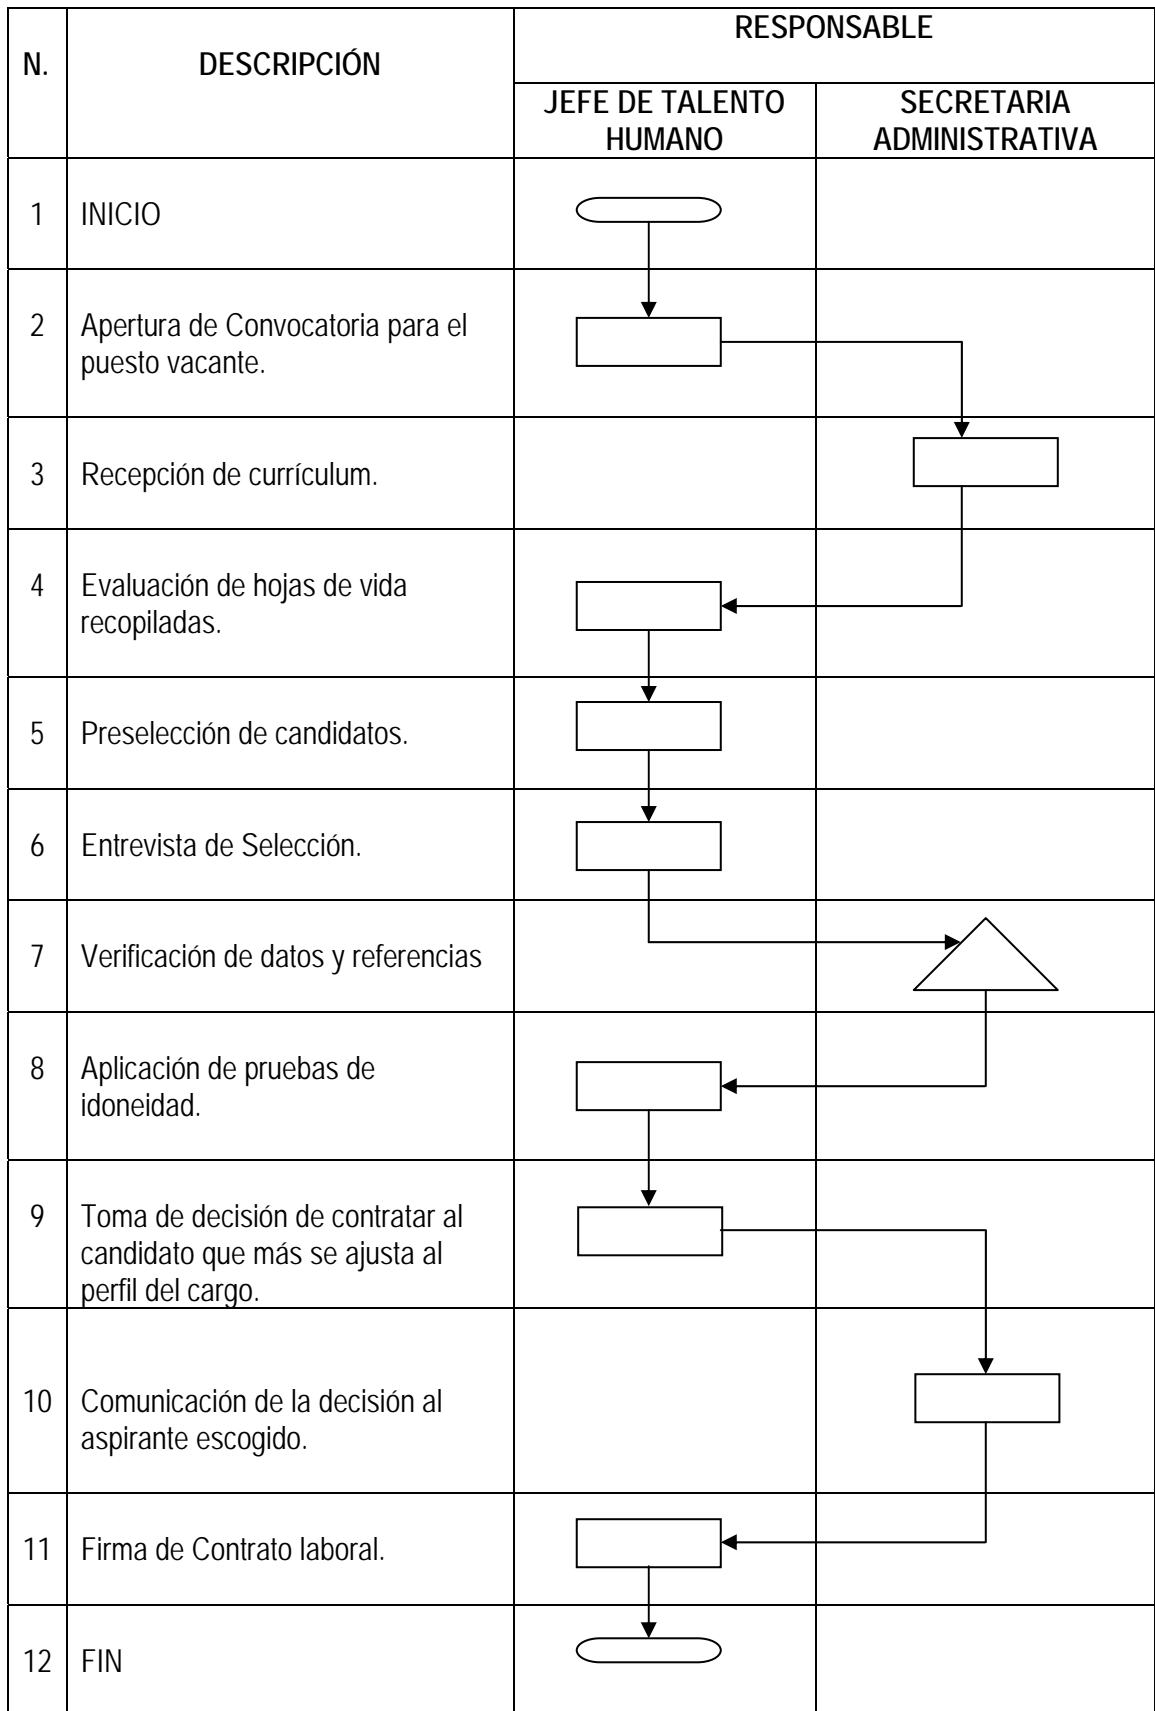 N.
DESCRIPCIÓN
RESPONSABLE
JEFE DE TALENTO
HUMANO
SECRETARIA
ADMINISTRATIVA
1
INICIO
2
Apertura de Convocatoria para el
puesto vacante.
3
Recepción de currículum.
4
Evaluación de hojas de vida
recopiladas.
5
Preselección de candidatos.
6
Entrevista de Selección.
7
Verificación de datos y referencias
8
Aplicación de pruebas de
idoneidad.
9
Toma de decisión de contratar al
candidato que más se ajusta al
perfil del cargo.
10
Comunicación de la decisión al
aspirante escogido.
11
Firma de Contrato laboral.
12
FIN